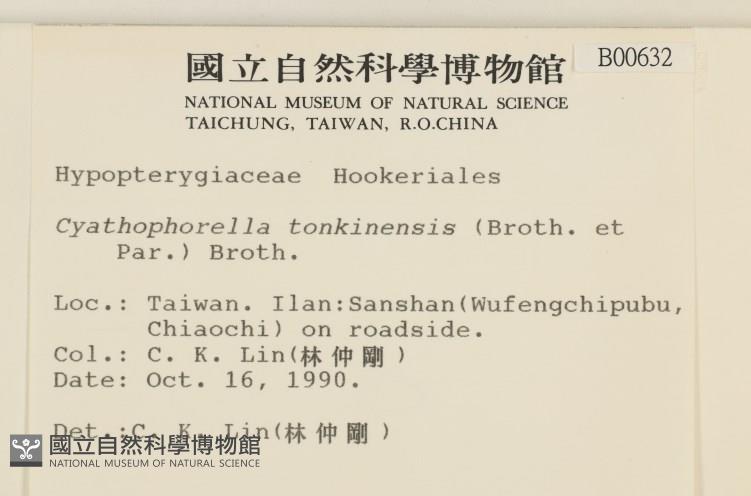 國立自然科學博物館
B00632
NATIONAL MUSEUM OF NATURAL SCIENCE
TAICHUNG, TAIWAN, R.O.CHINA
Hypopterygiaceae Hookeriales
Cyathophorella tonkinensis (Broth. et
Par.) Broth.
Loc.: Taiwan. Ilan:Sanshan(Wufengchipubu,
Chiaochi) on roadside.
Col.: C. K. Lin(林仲剛)
Date: Oct. 16, 1990.
Det.:C. K. Lin(林仲剛)
國立自然科學博物館
NATIONAL MUSEUM OF NATURAL SCIENCE